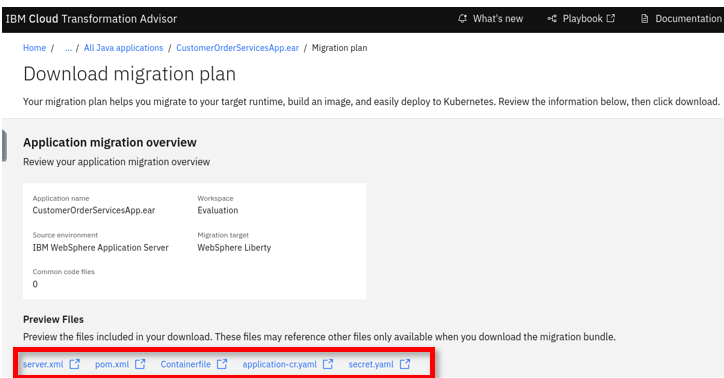 IBM Cloud Transformation Advisor What's new Playbook Documentation
Home / ... / All Java applications / CustomerOrderServicesApp.ear / Migration plan
Download migration plan
Your migration plan helps you migrate to your target runtime, build an image, and easily deploy to Kubernetes. Review the information below, then click download.
Application migration overview
Review your application migration overview
Application name Workspace
CustomerOrderServicesApp.ear Evaluation
Source environment Migration target
IBM WebSphere Application Server WebSphere Liberty
Common code files
0
Preview Files
Preview the files included in your download. These files may reference other files only available when you download the migration bundle.
server.xml pom.xml Containerfile application-cr.yaml secret.yaml